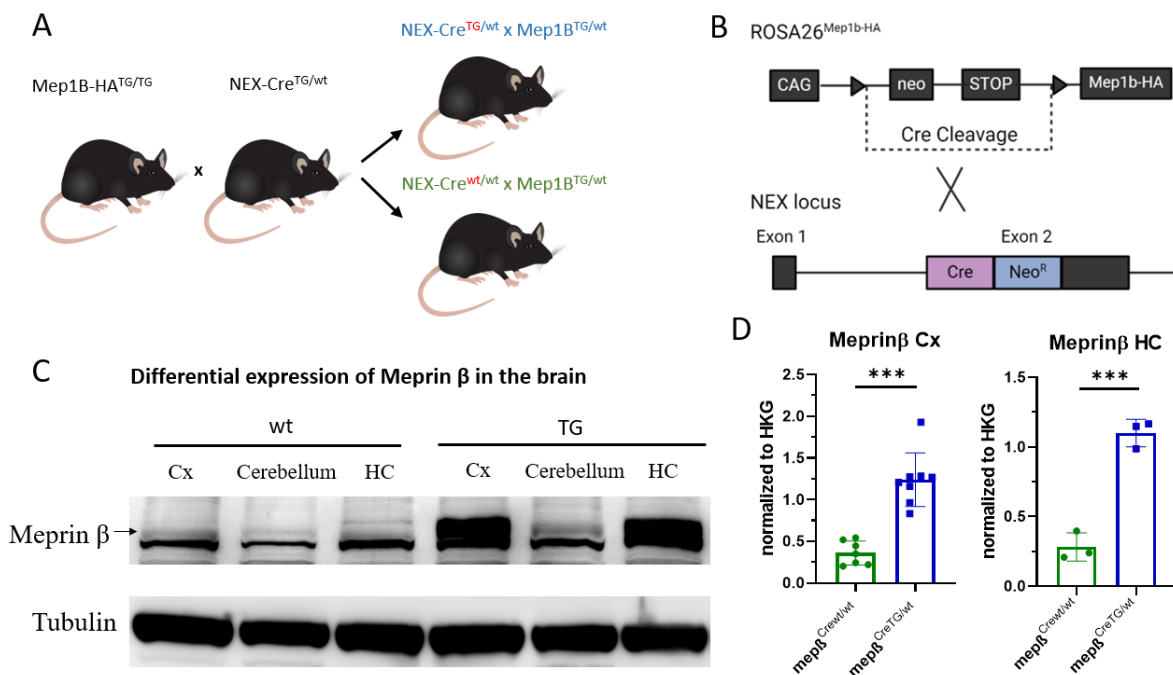 A
NEX-Cre^TG/wt x Mep1B^TG/wt
Mep1B-HA^TG/TG
NEX-Cre^TG/wt
x
NEX-Cre^wt/wt x Mep1B^TG/wt
B
ROSA26^Mep1b-HA
CAG
neo
STOP
Mep1b-HA
Cre Cleavage
NEX locus
Exon 1
Exon 2
Cre
Neo^R
C
Differential expression of Meprin β in the brain
wt
TG
Cx
Cerebellum
HC
Cx
Cerebellum
HC
Meprin β
Tubulin
D
Meprinβ Cx
***
normalized to HKG
2.5
2.0
1.5
1.0
0.5
0.0
mepß^Crewt/wt
mepß^CreTG/wt
Meprinβ HC
***
normalized to HKG
1.5
1.0
0.5
0.0
mepß^Crewt/wt
mepß^CreTG/wt